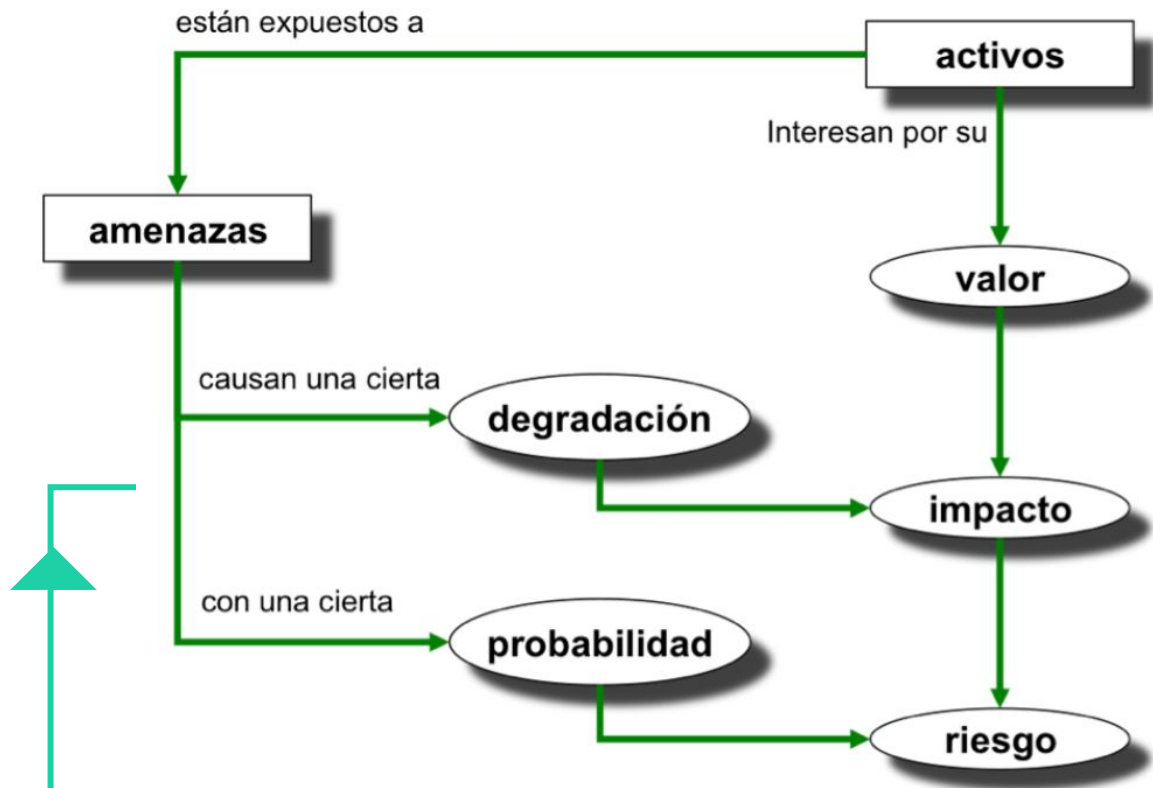 están expuestos a
activos
Interesan por su
amenazas
valor
causan una cierta
degradación
impacto
con una cierta
probabilidad
riesgo